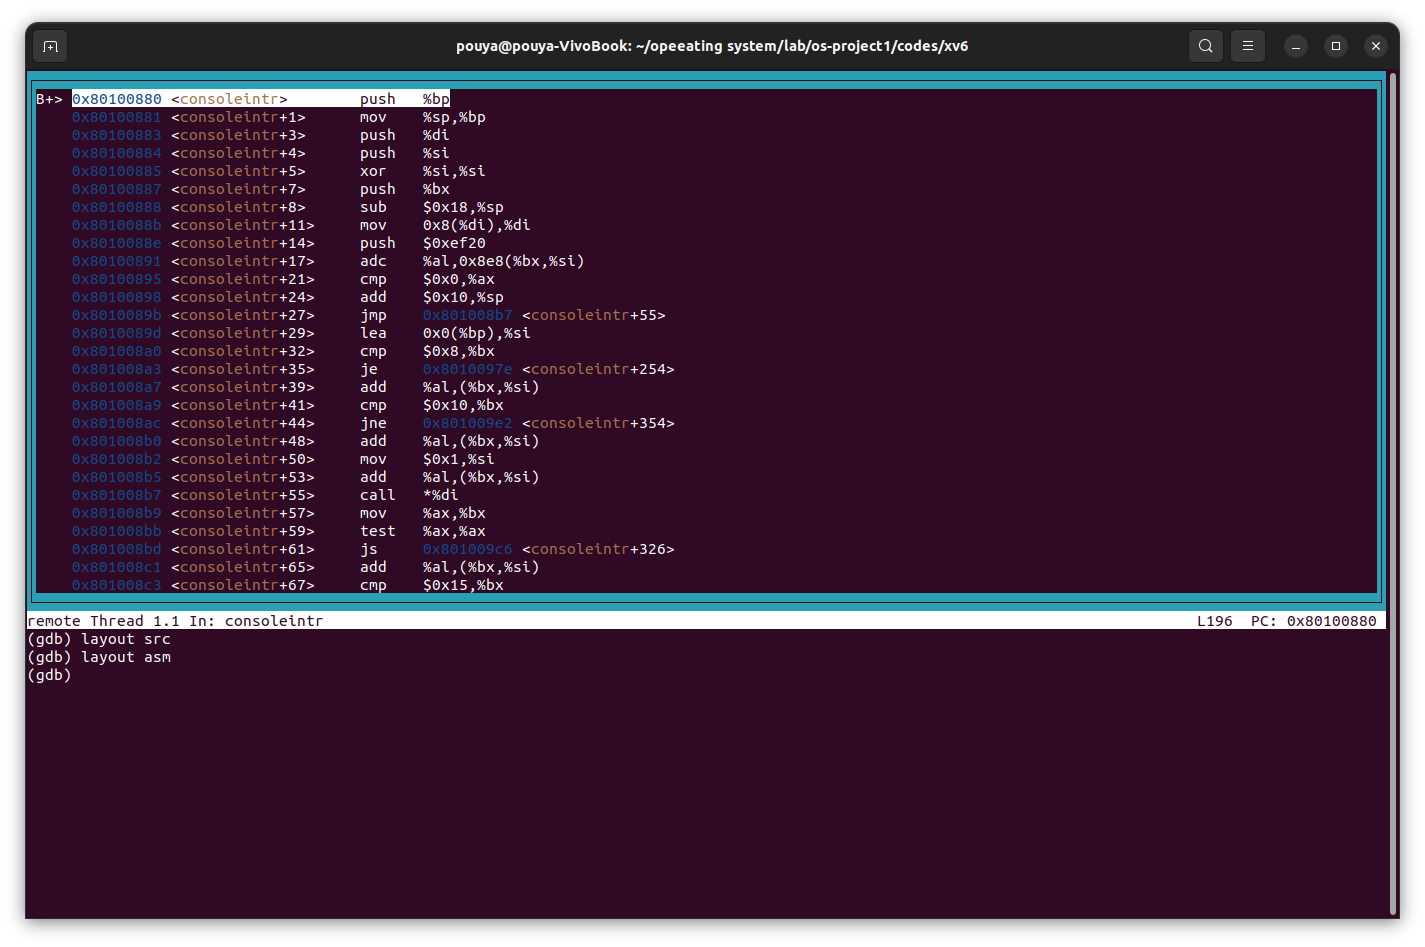 pouya@pouya-VivoBook: ~/opeeating system/lab/os-project1/codes/xv6
B+> 0x80100880 <consoleintr> push %bp
0x80100881 <consoleintr+1> mov %sp,%bp
0x80100883 <consoleintr+3> push %di
0x80100884 <consoleintr+4> push %si
0x80100885 <consoleintr+5> xor %si,%si
0x80100887 <consoleintr+7> push %bx
0x80100888 <consoleintr+8> sub $0x18,%sp
0x8010088b <consoleintr+11> mov 0x8(%di),%di
0x8010088e <consoleintr+14> push $0xef20
0x80100891 <consoleintr+17> adc %al,0x8e8(%bx,%si)
0x80100895 <consoleintr+21> cmp $0x0,%ax
0x80100898 <consoleintr+24> add $0x10,%sp
0x8010089b <consoleintr+27> jmp 0x801008b7 <consoleintr+55>
0x8010089d <consoleintr+29> lea 0x0(%bp),%si
0x801008a0 <consoleintr+32> cmp $0x8,%bx
0x801008a3 <consoleintr+35> je 0x8010097e <consoleintr+254>
0x801008a7 <consoleintr+39> add %al,(%bx,%si)
0x801008a9 <consoleintr+41> cmp $0x10,%bx
0x801008ac <consoleintr+44> jne 0x801009e2 <consoleintr+354>
0x801008b0 <consoleintr+48> add %al,(%bx,%si)
0x801008b2 <consoleintr+50> mov $0x1,%si
0x801008b5 <consoleintr+53> add %al,(%bx,%si)
0x801008b7 <consoleintr+55> call *%di
0x801008b9 <consoleintr+57> mov %ax,%bx
0x801008bb <consoleintr+59> test %ax,%ax
0x801008bd <consoleintr+61> js 0x801009c6 <consoleintr+326>
0x801008c1 <consoleintr+65> add %al,(%bx,%si)
0x801008c3 <consoleintr+67> cmp $0x15,%bx
remote Thread 1.1 In: consoleintr L196 PC: 0x80100880
(gdb) layout src
(gdb) layout asm
(gdb)